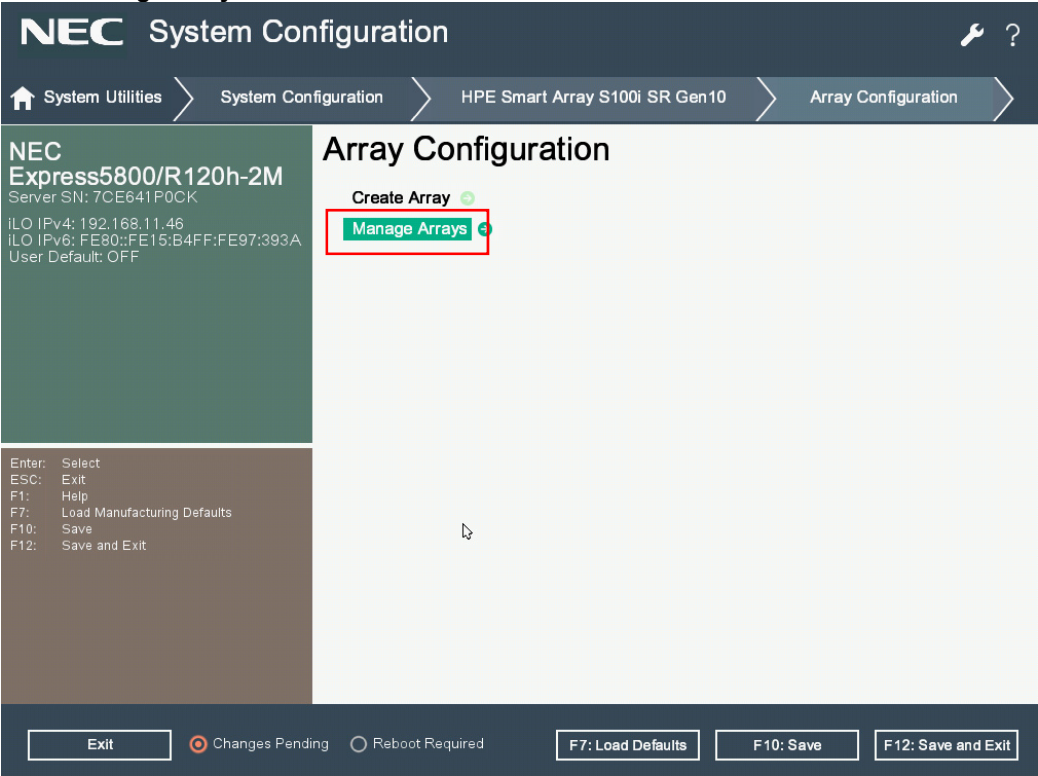 NEC System Configuration
?
System Utilities
System Configuration
HPE Smart Array S100i SR Gen10
Array Configuration
NEC
Express5800/R120h-2M
Server SN: 7CE641P0CK
iLO IPv4: 192.168.11.46
iLO IPv6: FE80::FE15:B4FF:FE97:393A
User Default: OFF
Array Configuration
Create Array
Manage Arrays
Enter: Select
ESC: Exit
F1: Help
F7: Load Manufacturing Defaults
F10: Save
F12: Save and Exit
Exit
Changes Pending
Reboot Required
F7: Load Defaults
F10: Save
F12: Save and Exit